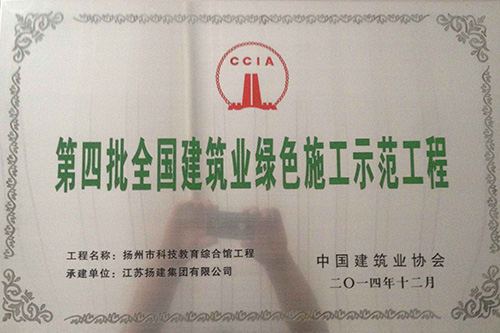 CCIA
第四批全国建筑业绿色施工示范工程
工程名称：扬州市科技教育综合馆工程
承建单位：江苏扬建集团有限公司
中国建筑业协会
二〇一四年十二月